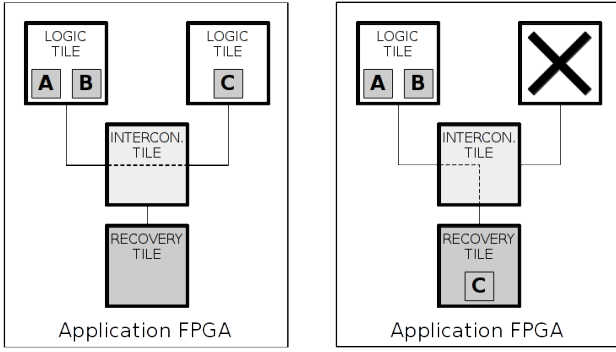 LOGIC
TILE
A B
LOGIC
TILE
C
INTERCON.
TILE
RECOVERY
TILE
Application FPGA
LOGIC
TILE
A B
INTERCON.
TILE
RECOVERY
TILE
C
Application FPGA